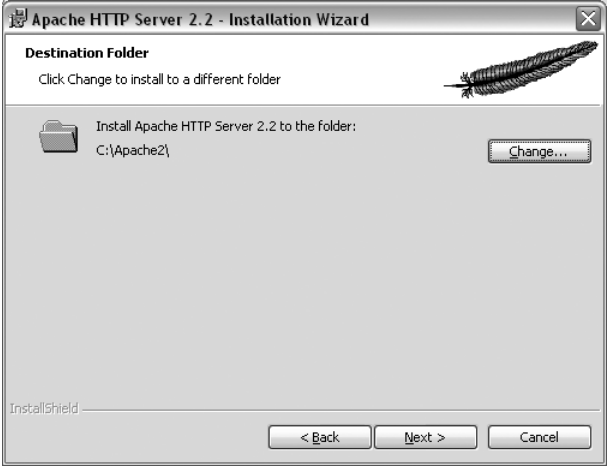 Apache HTTP Server 2.2 - Installation Wizard
Destination Folder
Click Change to install to a different folder
Install Apache HTTP Server 2.2 to the folder:
C:\Apache2\
Change...
InstallShield
< Back
Next >
Cancel